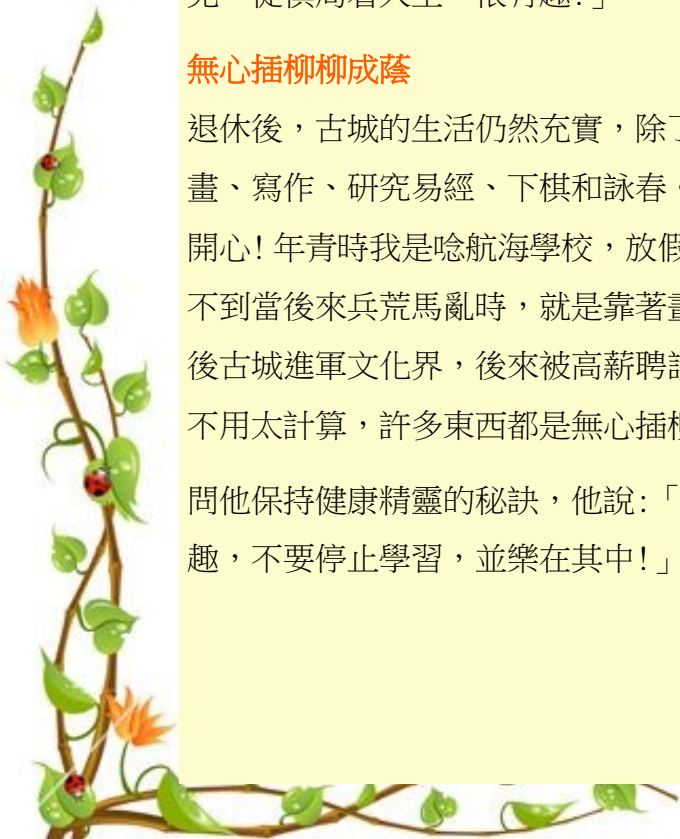 無心插柳柳成蔭
退休後，古城的生活仍然充實，除了
畫、寫作、研究易經、下棋和詠春
開心！年青時我是唸航海學校，放假
不到當後來兵荒馬亂時，就是靠著畫
後古城進軍文化界，後來被高薪聘
不用太計算，許多東西都是無心插
問他保持健康精靈的秘訣，他說：「
趣，不要停止學習，並樂在其中！」